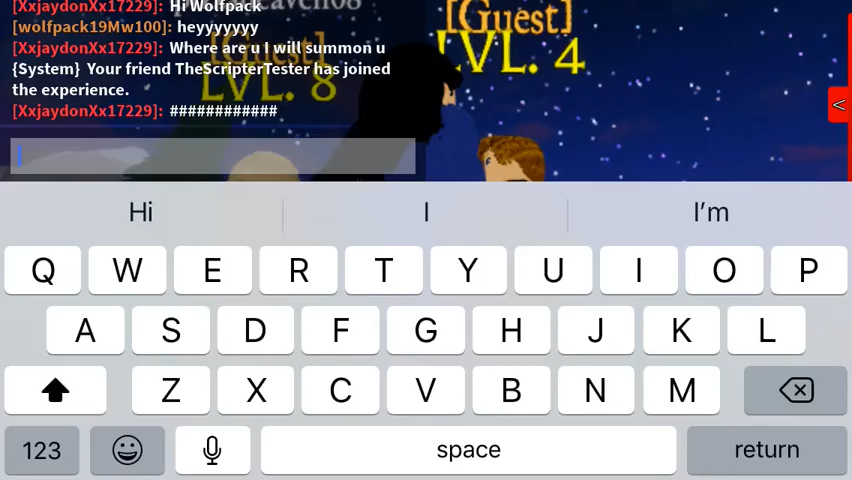 [XxjaydonXx17229]: Hi Wolfpack
[wolfpack19Mw100]: heyyyyyyy
[XxjaydonXx17229]: Where are u I will summon u
{System} Your friend TheScripterTester has joined
the experience.
[XxjaydonXx17229]: ############
[Guest]
LVL. 8
[Guest]
LVL. 4
<
Hi I I’m
Q W E R T Y U I O P
A S D F G H J K L
Z X C V B N M
123 space return